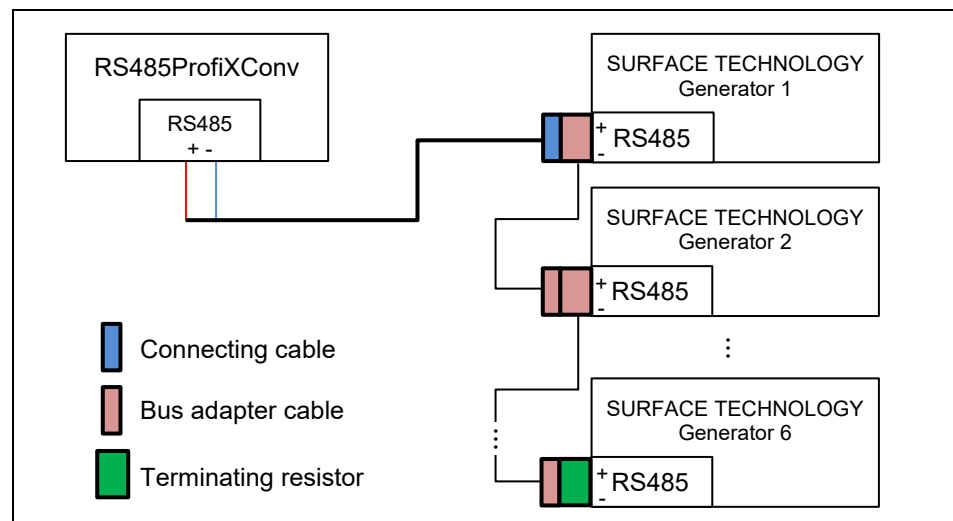 RS485ProfiXConv
RS485
+ -
SURFACE TECHNOLOGY
Generator 1
+
-
RS485
SURFACE TECHNOLOGY
Generator 2
+
-
RS485
⋮
SURFACE TECHNOLOGY
Generator 6
+
-
RS485
Connecting cable
Bus adapter cable
Terminating resistor